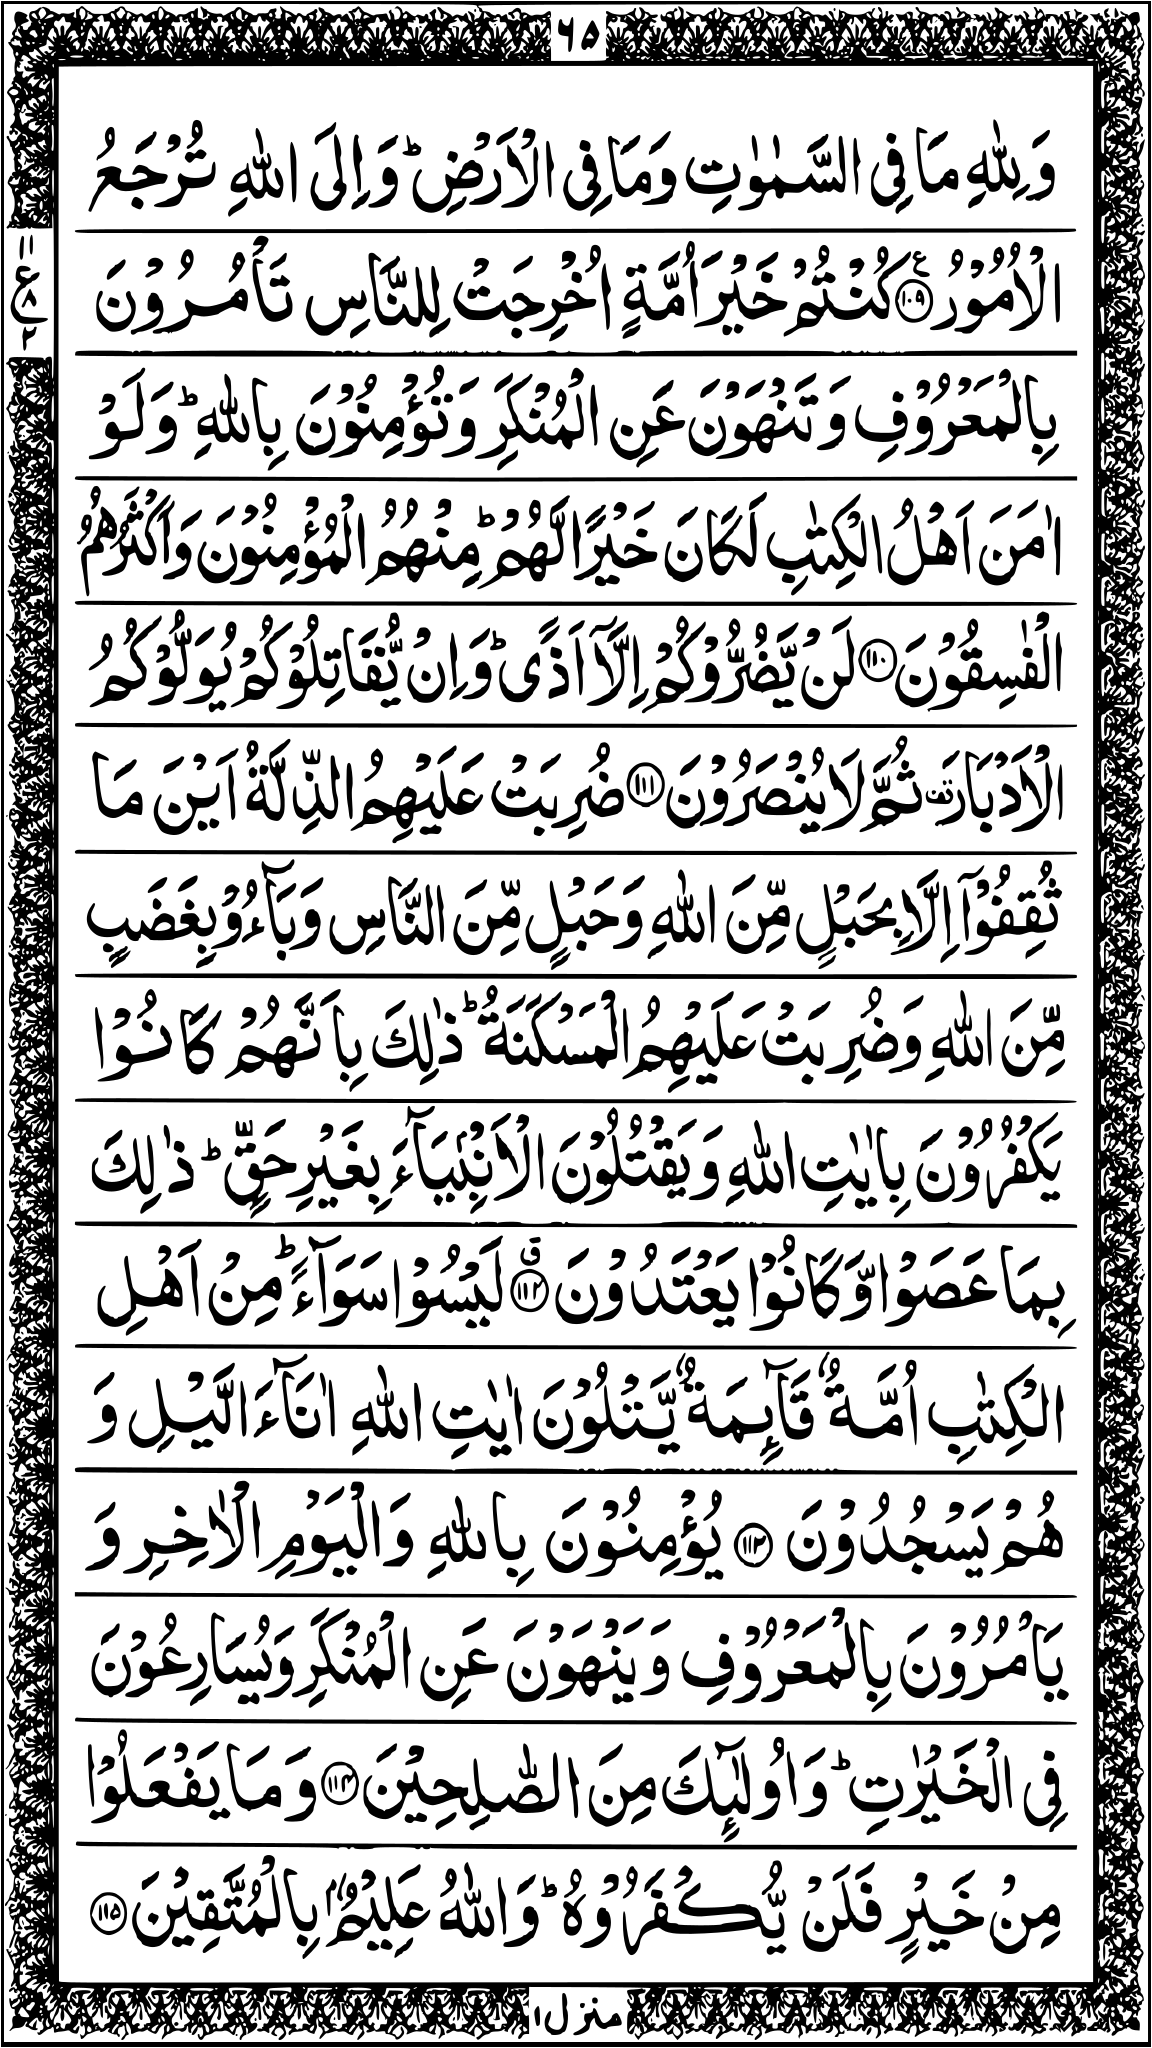 ٦٥
وَلِلّٰهِ مَا فِی السَّمٰوٰتِ وَمَا فِی الْاَرْضِ ؕ وَاِلَی اللّٰهِ تُرْجَعُ
الْاُمُوْرُ ﴿۱۰۹﴾ كُنْتُمْ خَیْرَ اُمَّةٍ اُخْرِجَتْ لِلنَّاسِ تَاْمُرُوْنَ
بِالْمَعْرُوْفِ وَ تَنْهَوْنَ عَنِ الْمُنْكَرِ وَ تُؤْمِنُوْنَ بِاللّٰهِ ؕ وَلَوْ
اٰمَنَ اَهْلُ الْكِتٰبِ لَكَانَ خَیْرًا لَّهُمْ ؕ مِنْهُمُ الْمُؤْمِنُوْنَ وَاَكْثَرُهُمُ
الْفٰسِقُوْنَ ﴿۱۱۰﴾ لَنْ یَّضُرُّوْكُمْ اِلَّاۤ اَذًی ؕ وَاِنْ یُّقَاتِلُوْكُمْ یُوَلُّوْكُمُ
الْاَدْبَارَ ۫ ثُمَّ لَا یُنْصَرُوْنَ ﴿۱۱۱﴾ ضُرِبَتْ عَلَیْهِمُ الذِّلَّةُ اَیْنَ مَا
ثُقِفُوْۤا اِلَّا بِحَبْلٍ مِّنَ اللّٰهِ وَحَبْلٍ مِّنَ النَّاسِ وَبَآءُوْ بِغَضَبٍ
مِّنَ اللّٰهِ وَضُرِبَتْ عَلَیْهِمُ الْمَسْكَنَةُ ؕ ذٰلِكَ بِاَنَّهُمْ كَانُوْا
یَكْفُرُوْنَ بِاٰیٰتِ اللّٰهِ وَیَقْتُلُوْنَ الْاَنْۢبِیَآءَ بِغَیْرِ حَقٍّ ؕ ذٰلِكَ
بِمَا عَصَوْا وَّكَانُوْا یَعْتَدُوْنَ ﴿۱۱۲﴾ ۗ لَیْسُوْا سَوَآءً ؕ مِنْ اَهْلِ
الْكِتٰبِ اُمَّةٌ قَآىِٕمَةٌ یَّتْلُوْنَ اٰیٰتِ اللّٰهِ اٰنَآءَ الَّیْلِ وَ
هُمْ یَسْجُدُوْنَ ﴿۱۱۳﴾ یُؤْمِنُوْنَ بِاللّٰهِ وَالْیَوْمِ الْاٰخِرِ وَ
یَاْمُرُوْنَ بِالْمَعْرُوْفِ وَیَنْهَوْنَ عَنِ الْمُنْكَرِ وَیُسَارِعُوْنَ
فِی الْخَیْرٰتِ ؕ وَاُولٰٓىِٕكَ مِنَ الصّٰلِحِیْنَ ﴿۱۱۴﴾ وَمَا یَفْعَلُوْا
مِنْ خَیْرٍ فَلَنْ یُّكْفَرُوْهُ ؕ وَاللّٰهُ عَلِیْمٌۢ بِالْمُتَّقِیْنَ ﴿۱۱۵﴾
۱۱
ع
۸
۲
منزل ۱